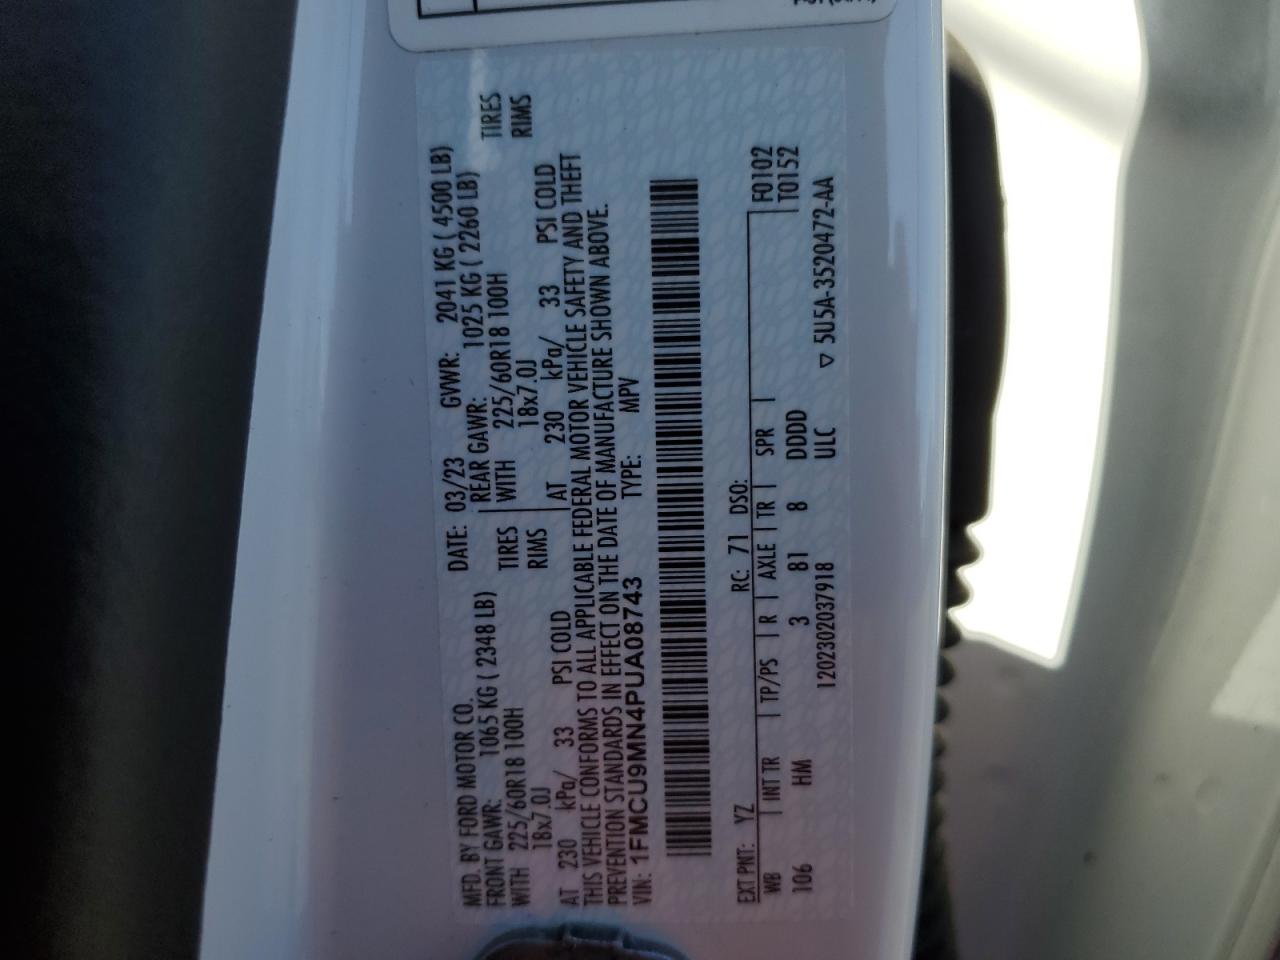 MFD. BY FORD MOTOR CO.
DATE: 03/23 GVWR: 2041 KG ( 4500 LB)
FRONT GAWR: 1065 KG ( 2348 LB) REAR GAWR: 1025 KG ( 2260 LB)
WITH 225/60R18 100H TIRES WITH 225/60R18 100H TIRES
18x7.0J RIMS 18x7.0J RIMS
AT 230 kPa/ 33 PSI COLD AT 230 kPa/ 33 PSI COLD
THIS VEHICLE CONFORMS TO ALL APPLICABLE FEDERAL MOTOR VEHICLE SAFETY AND THEFT
PREVENTION STANDARDS IN EFFECT ON THE DATE OF MANUFACTURE SHOWN ABOVE.
VIN: 1FMCU9MN4PUA08743 TYPE: MPV
EXT PNT: YZ RC: 71 DSO: F0102
WB | INT TR | TP/PS | R | AXLE | TR | SPR | T0152
106 HM 3 81 8 DDDD
120230203791​8 ULC ▽ 5U5A-3520472-AA